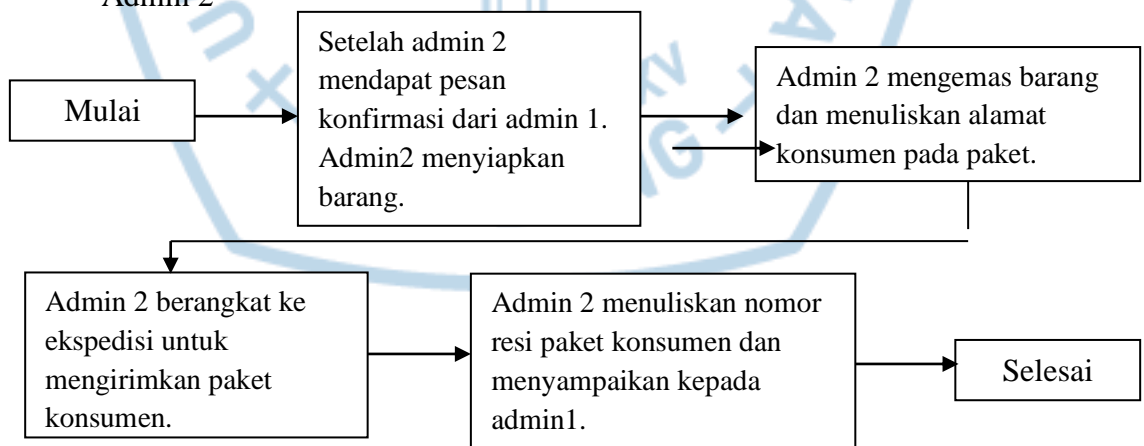 Admin 2
Mulai
Setelah admin 2
mendapat pesan
konfirmasi dari admin 1.
Admin2 menyiapkan
barang.
Admin 2 mengemas barang
dan menuliskan alamat
konsumen pada paket.
Admin 2 berangkat ke
ekspedisi untuk
mengirimkan paket
konsumen.
Admin 2 menuliskan nomor
resi paket konsumen dan
menyampaikan kepada
admin1.
Selesai